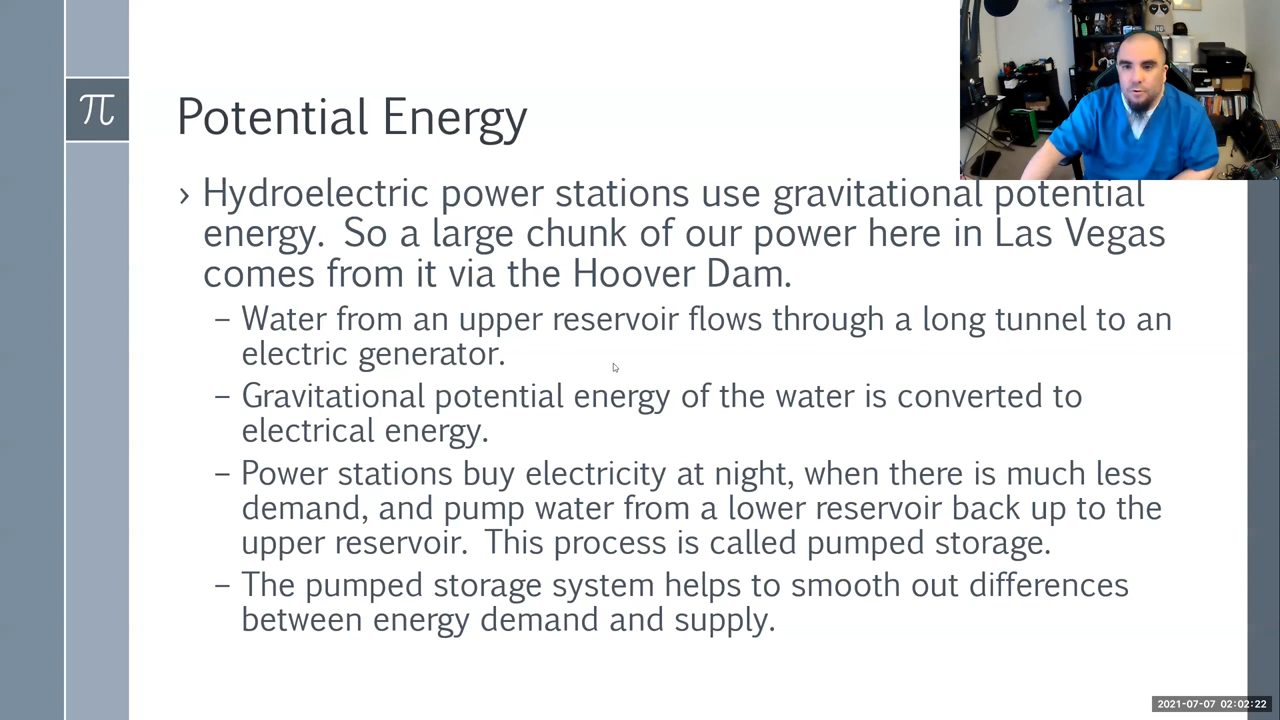 π
Potential Energy
› Hydroelectric power stations use gravitational potential
energy.  So a large chunk of our power here in Las Vegas
comes from it via the Hoover Dam.
– Water from an upper reservoir flows through a long tunnel to an
electric generator.
– Gravitational potential energy of the water is converted to
electrical energy.
– Power stations buy electricity at night, when there is much less
demand, and pump water from a lower reservoir back up to the
upper reservoir.  This process is called pumped storage.
– The pumped storage system helps to smooth out differences
between energy demand and supply.
2021-07-07 02:02:22